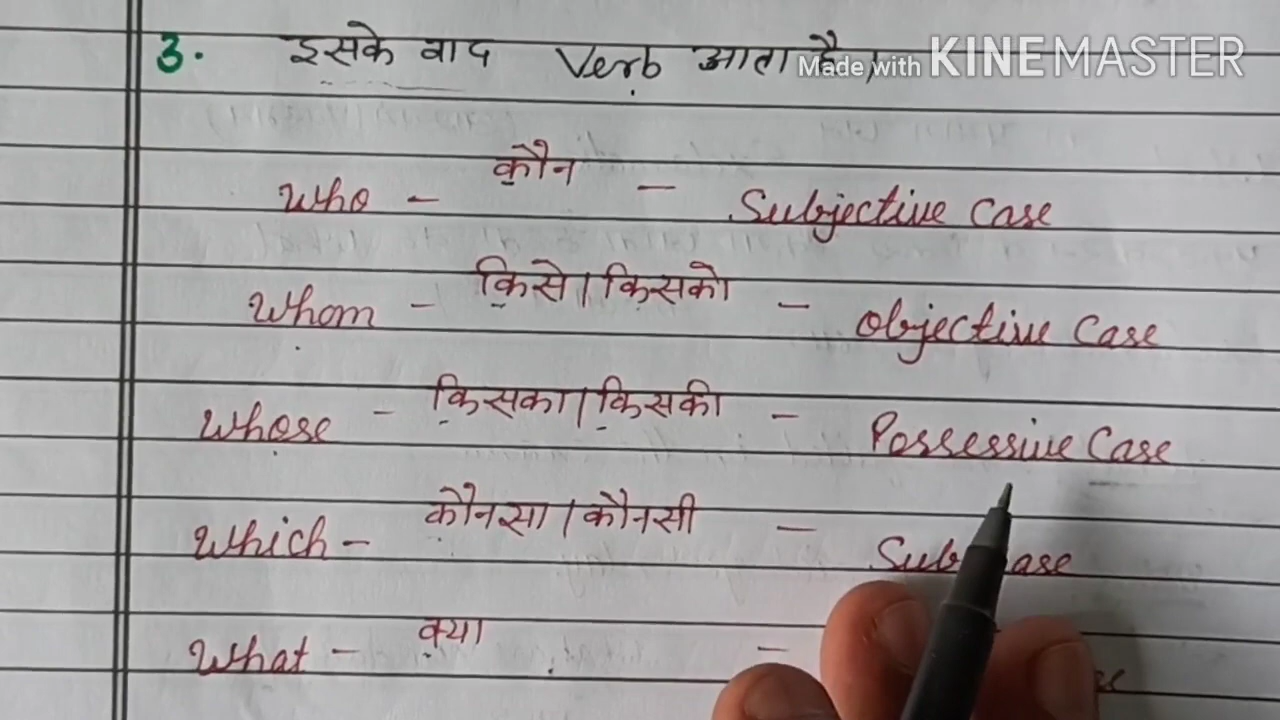 3. इसके बाद Verb आता है।
Made with KINEMASTER
Who - कौन - Subjective Case
Whom - किसे / किसको - Objective Case
Whose - किसका / किसकी - Possessive Case
Which - कौनसा / कौनसी -
What - क्या -